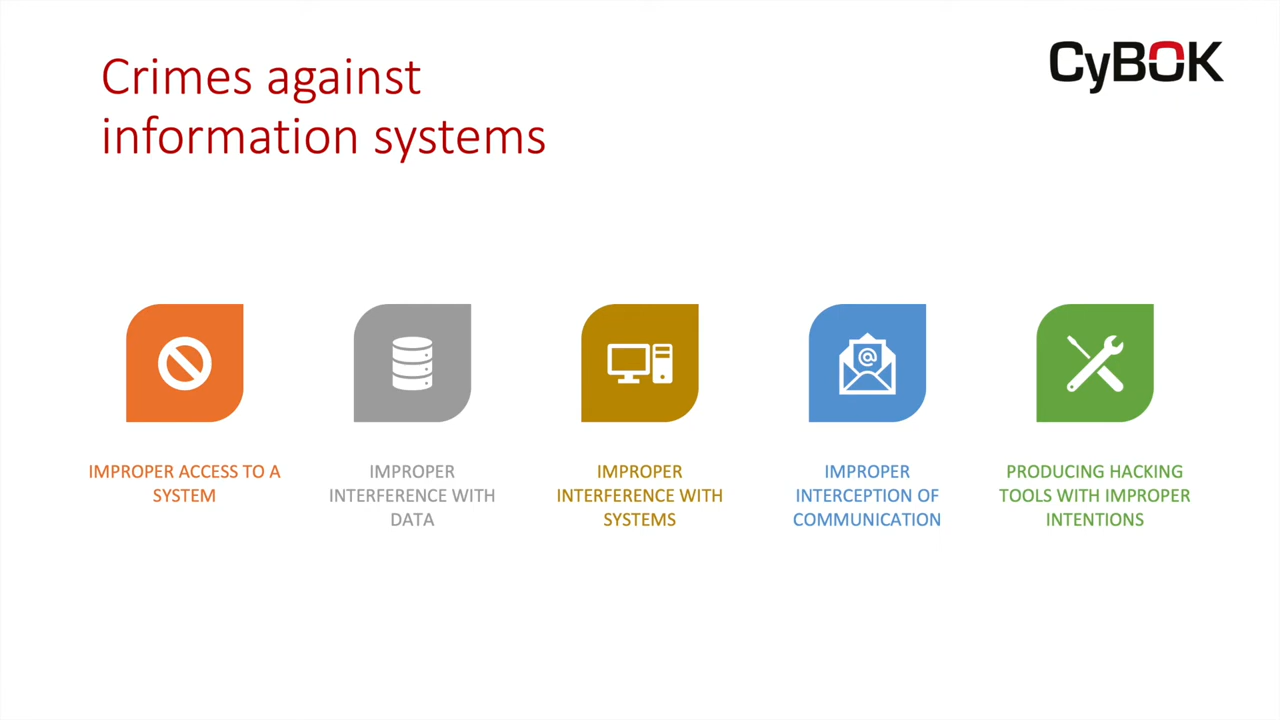 Crimes against
information systems
CyBOK
IMPROPER ACCESS TO A
SYSTEM
IMPROPER
INTERFERENCE WITH
DATA
IMPROPER
INTERFERENCE WITH
SYSTEMS
@
IMPROPER
INTERCEPTION OF
COMMUNICATION
PRODUCING HACKING
TOOLS WITH IMPROPER
INTENTIONS